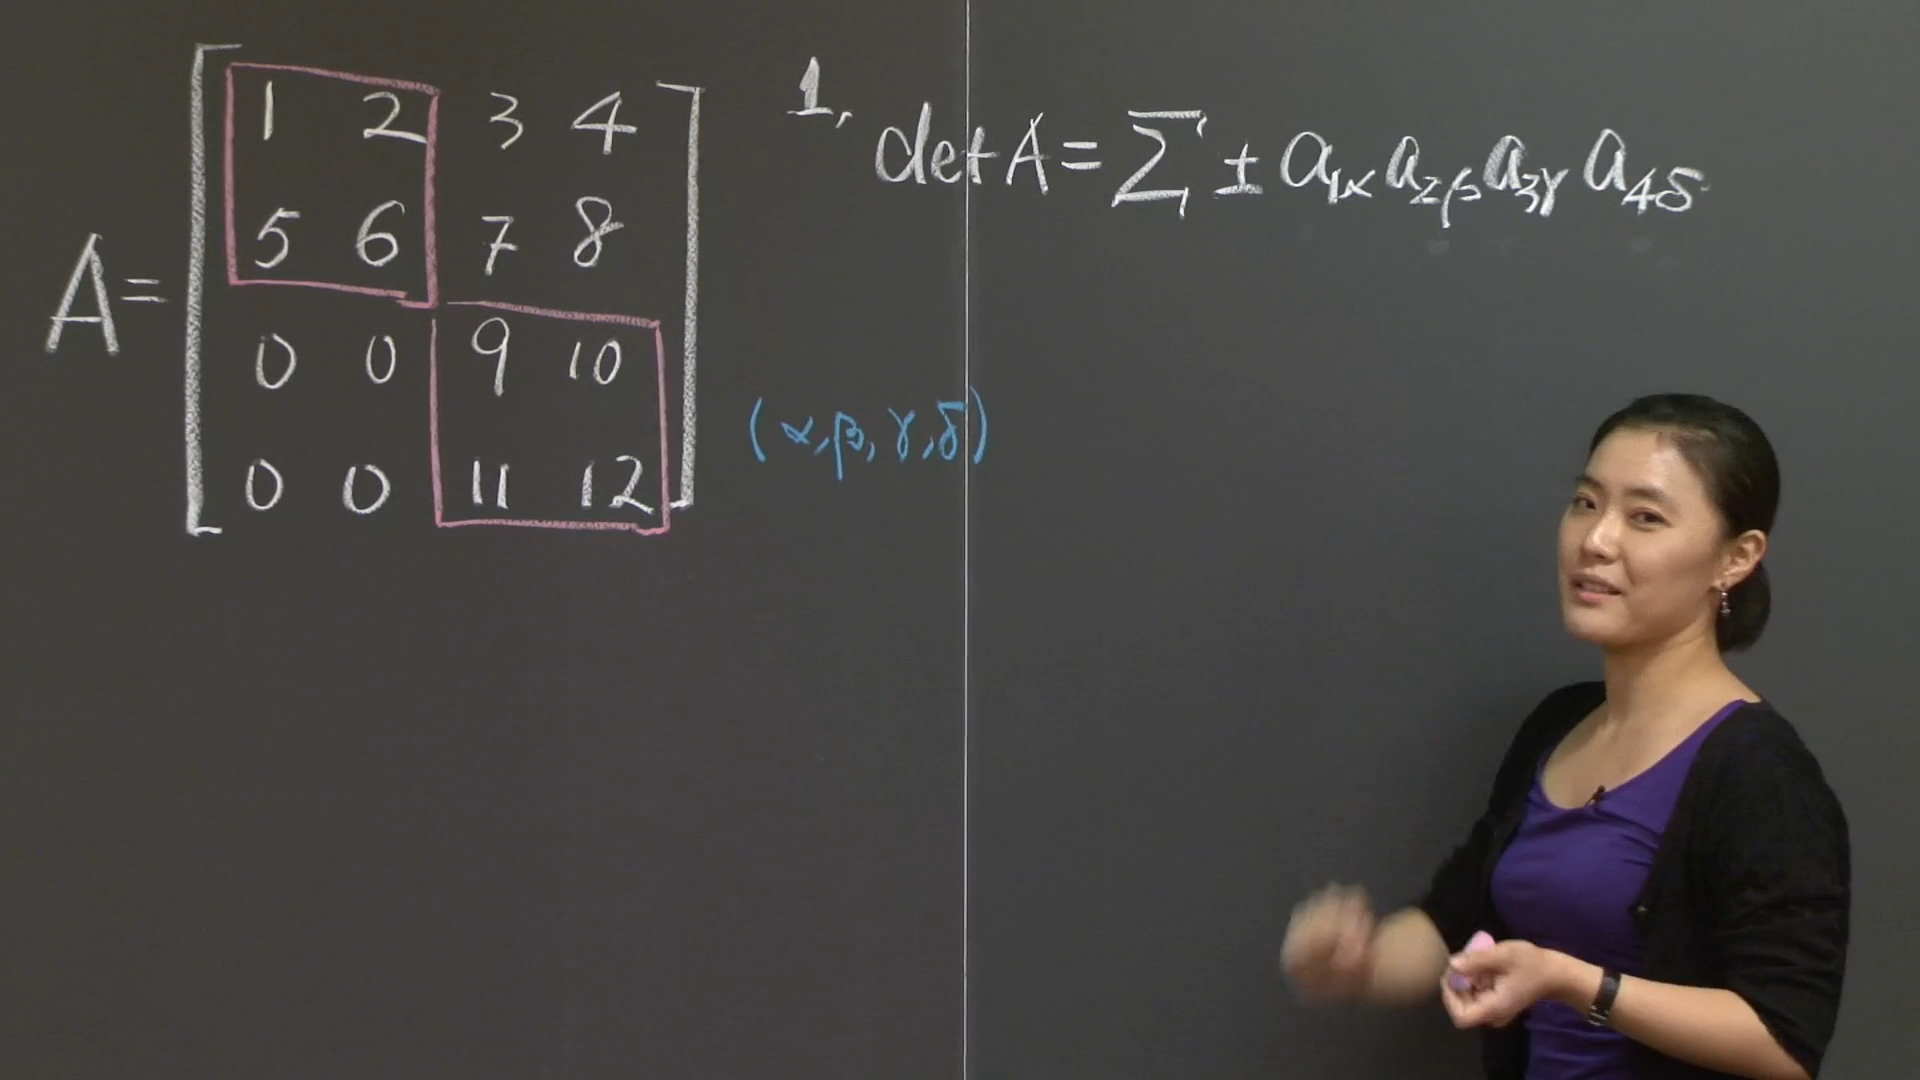 A = [ 1 2 3 4
5 6 7 8
0 0 9 10
0 0 11 12 ]
1. det A = Σ ± a₁α a₂β a₃γ a₄δ
(α, β, γ, δ)